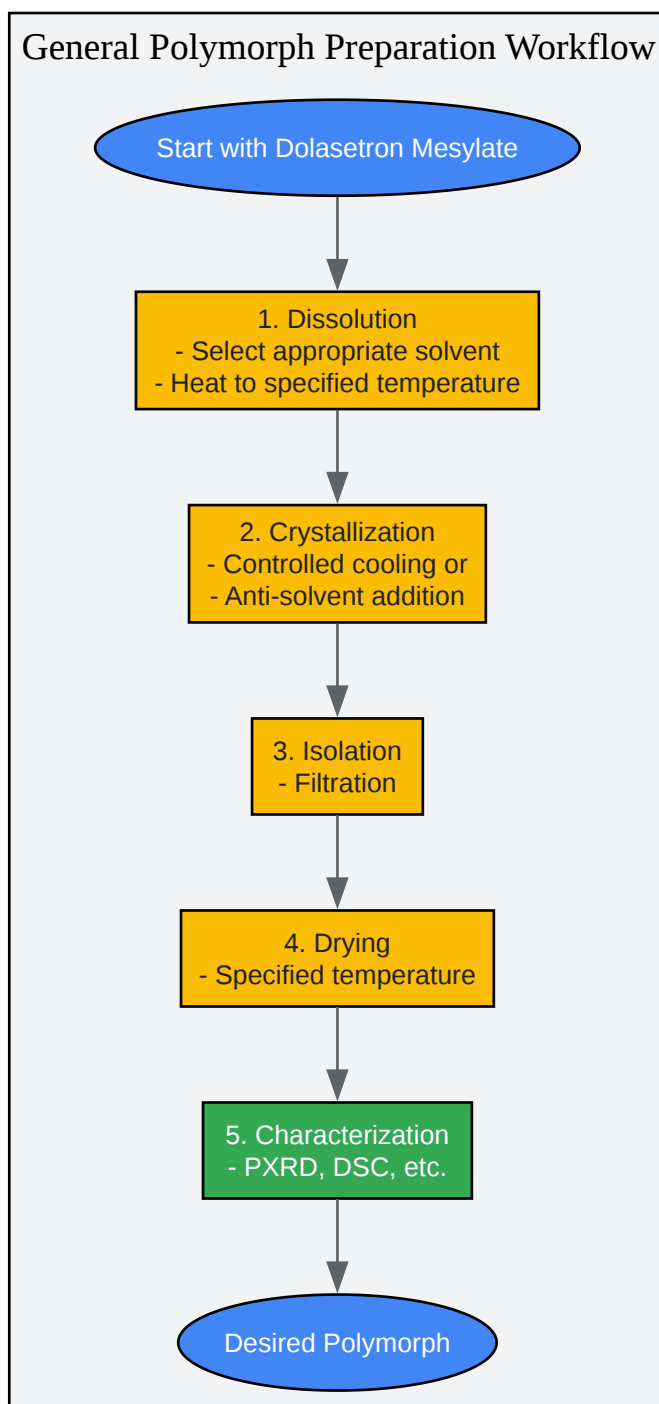 General Polymorph Preparation Workflow
Start with Dolasetron Mesylate
1. Dissolution
- Select appropriate solvent
- Heat to specified temperature
2. Crystallization
- Controlled cooling or
- Anti-solvent addition
3. Isolation
- Filtration
4. Drying
- Specified temperature
5. Characterization
- PXRD, DSC, etc.
Desired Polymorph